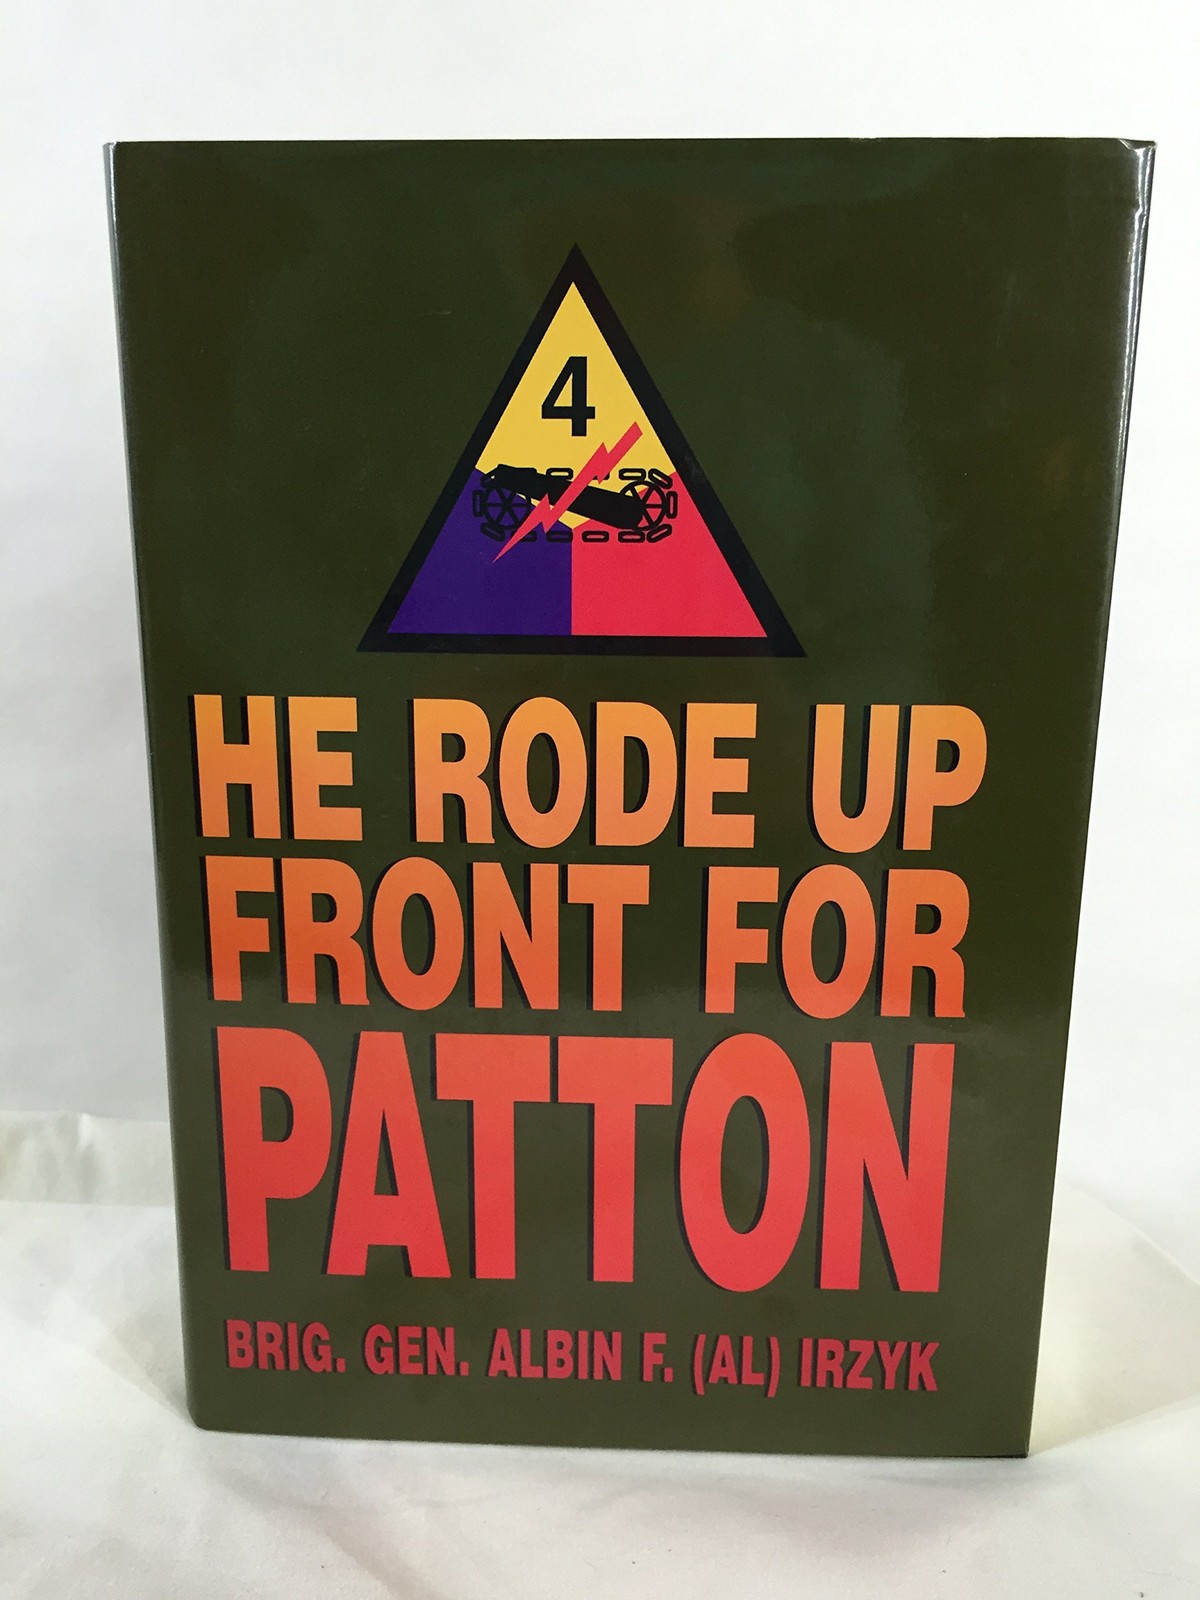 4
HE RODE UP
FRONT FOR
PATTON
BRIG. GEN. ALBIN F. (AL) IRZYK